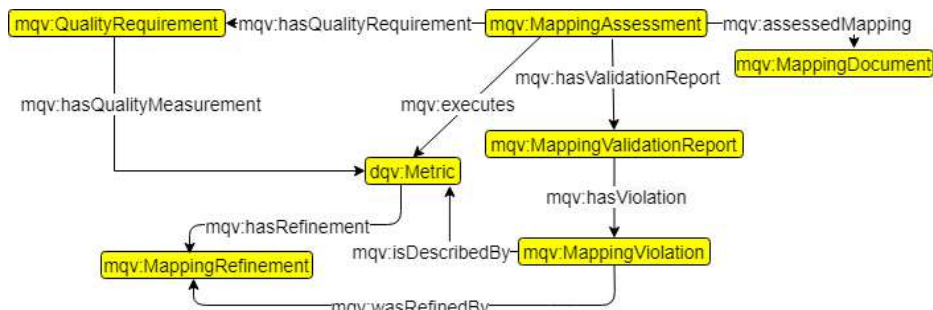 mqv:QualityRequirement
mqv:hasQualityRequirement
mqv:MappingAssessment
mqv:assessedMapping
mqv:MappingDocument
mqv:hasValidationReport
mqv:hasQualityMeasurement
mqv:executes
mqv:MappingValidationReport
dqv:Metric
mqv:hasViolation
mqv:hasRefinement
mqv:isDescribedBy
mqv:MappingViolation
mqv:MappingRefinement
mqv:wasRefinedBy